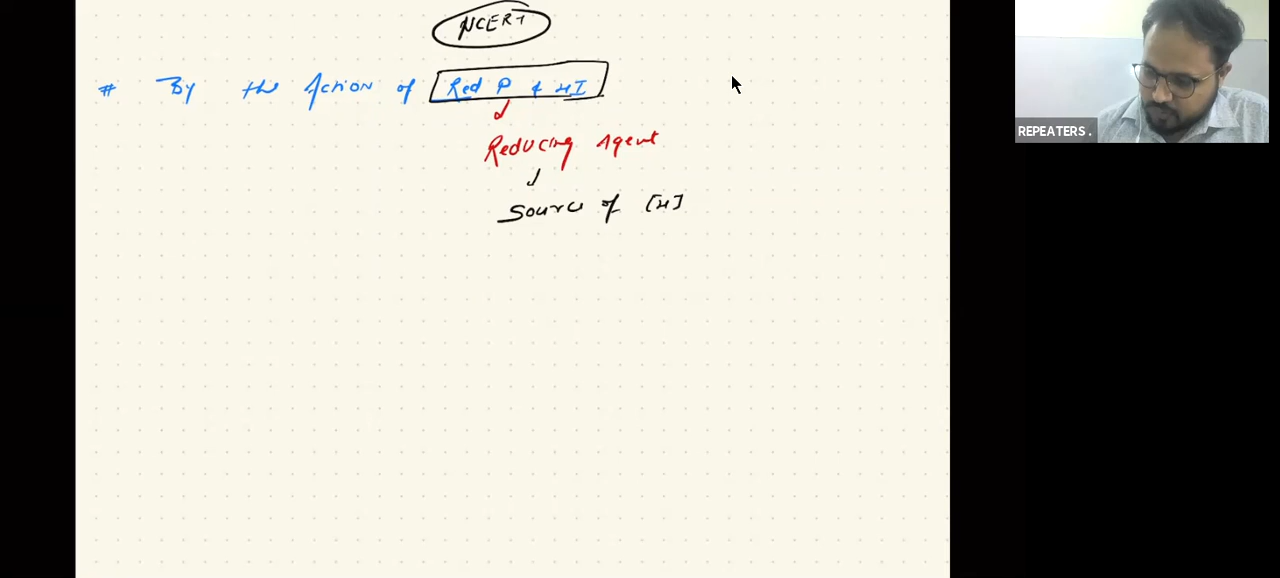 NCERT
# By the Action of Red P & HI
Reducing Agent
Source of [H]
REPEATERS .